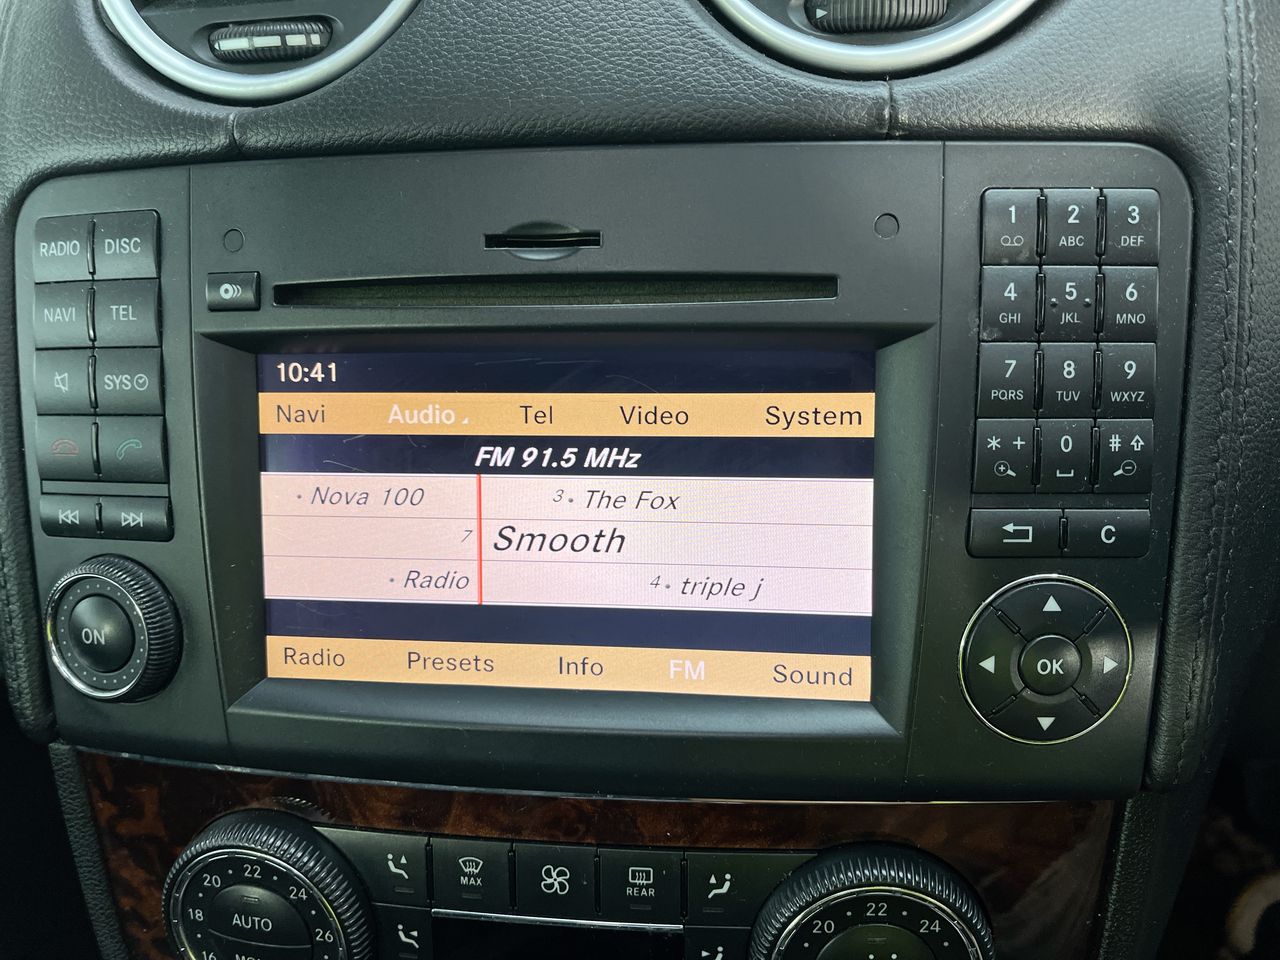 RADIO DISC
NAVI TEL
SYS
ON
10:41
Navi Audio Tel Video System
FM 91.5 MHz
• Nova 100 3• The Fox
7 Smooth
• Radio 4• triple j
Radio Presets Info FM Sound
1 2 3
ABC DEF
4 5 6
GHI JKL MNO
7 8 9
PQRS TUV WXYZ
* + 0 #
C
OK
18 20 22 24 26
16
AUTO
MAX
REAR
20 22 24